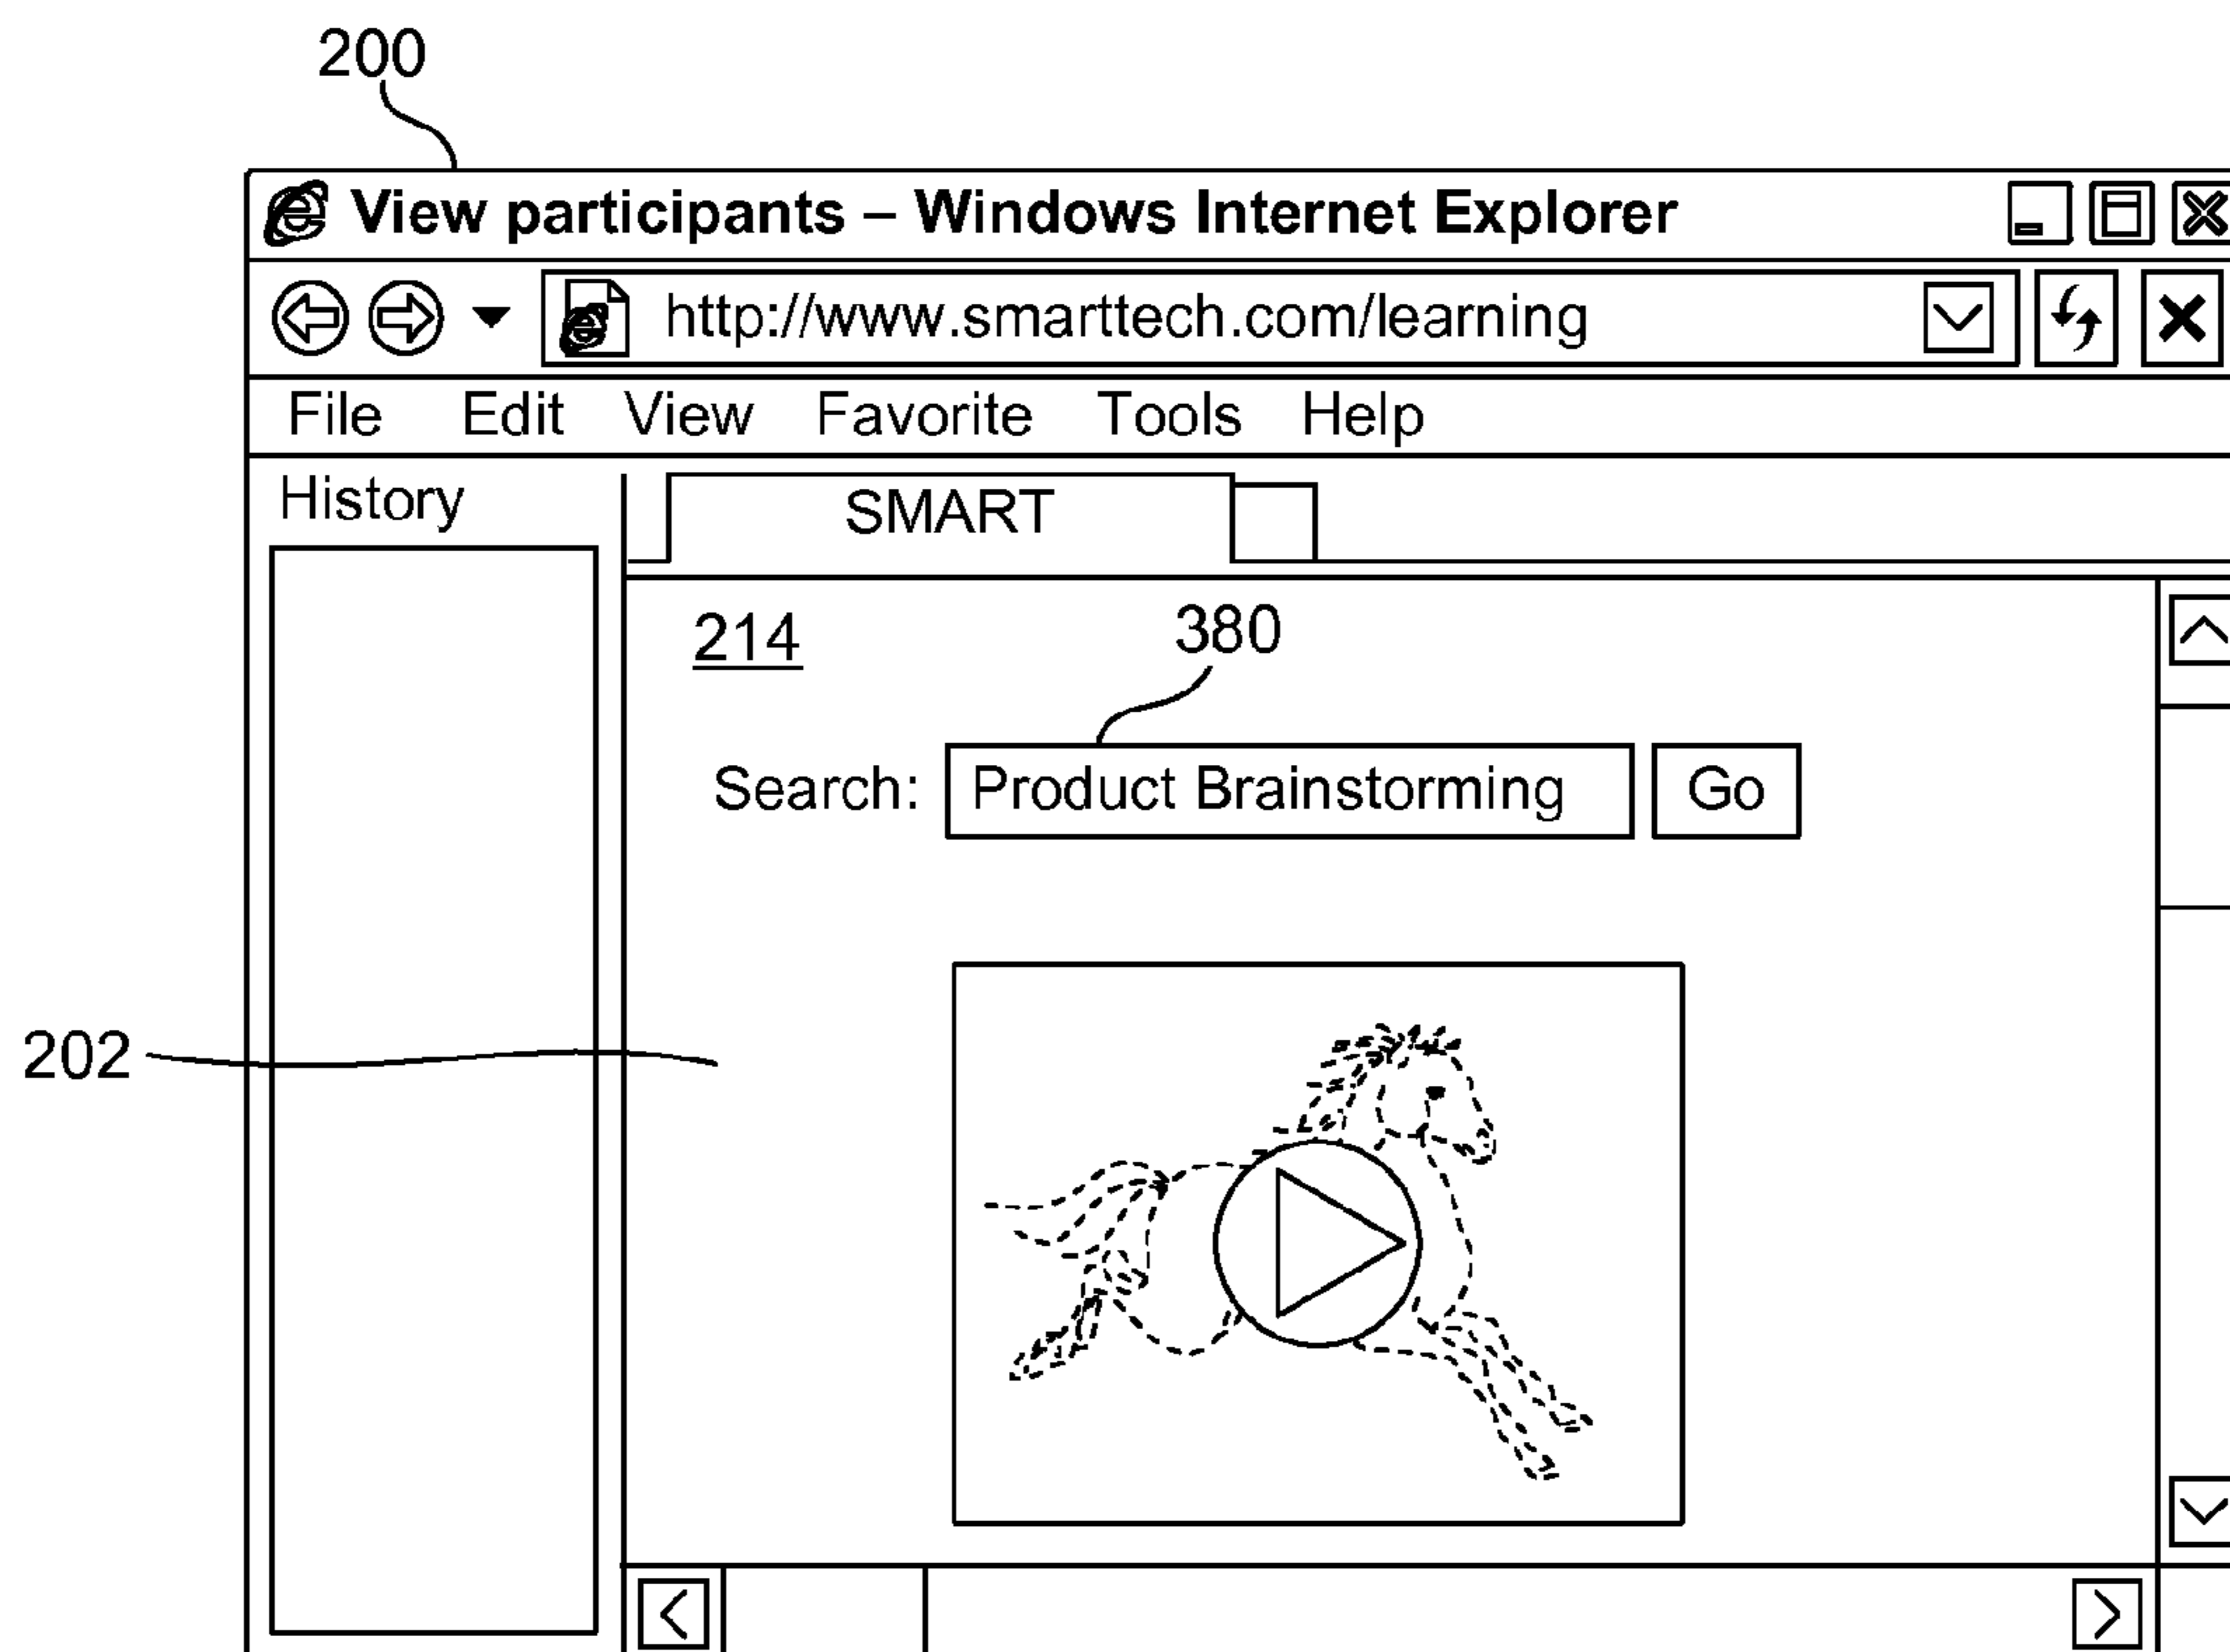 200
View participants – Windows Internet Explorer
http://www.smarttech.com/learning
File Edit View Favorite Tools Help
History
SMART
214
380
Search: Product Brainstorming Go
202